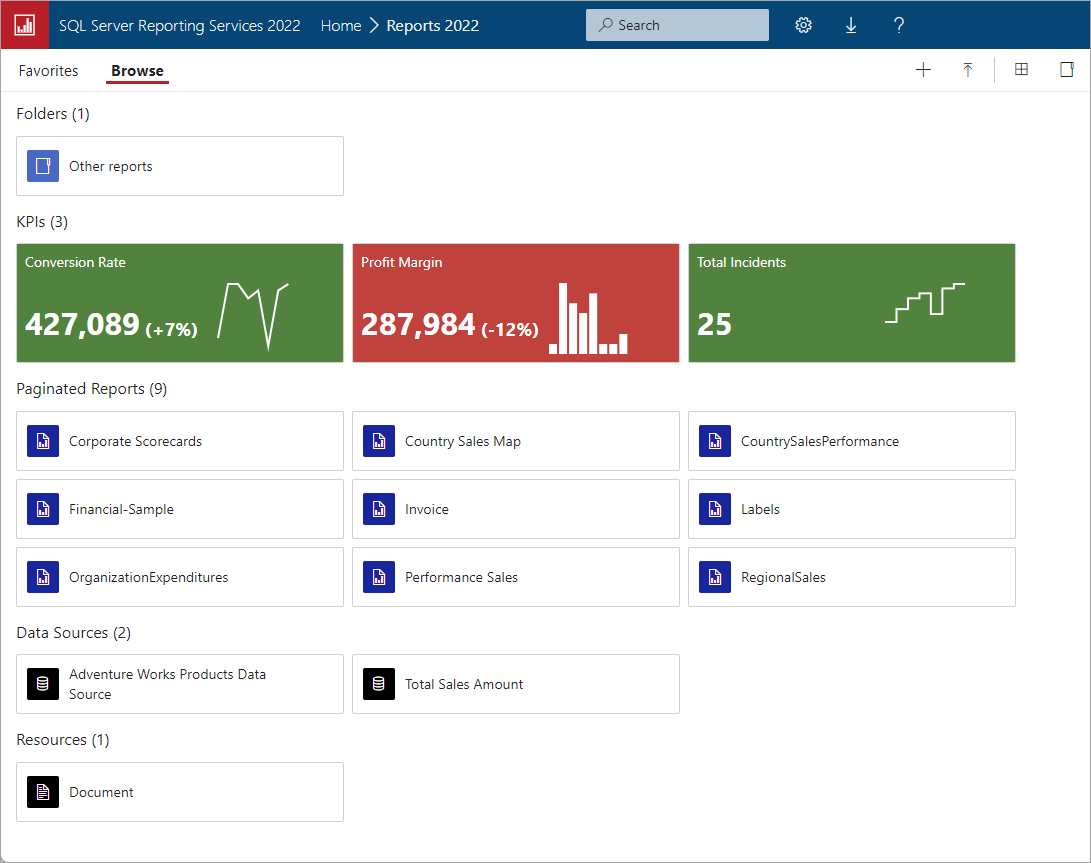 SQL Server Reporting Services 2022 Home > Reports 2022 Search ?
Favorites Browse
Folders (1)
Other reports
KPIs (3)
Conversion Rate
427,089 (+7%)
Profit Margin
287,984 (-12%)
Total Incidents
25
Paginated Reports (9)
Corporate Scorecards
Country Sales Map
CountrySalesPerformance
Financial-Sample
Invoice
Labels
OrganizationExpenditures
Performance Sales
RegionalSales
Data Sources (2)
Adventure Works Products Data
Source
Total Sales Amount
Resources (1)
Document